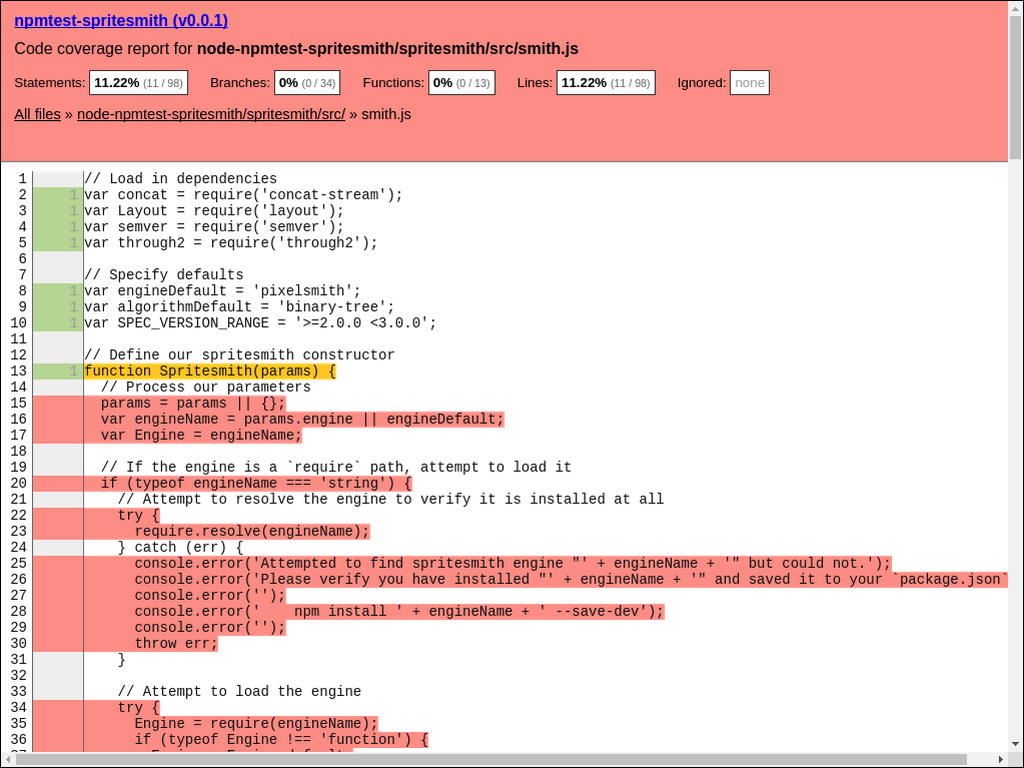 npmtest-spritesmith (v0.0.1)
Code coverage report for node-npmtest-spritesmith/spritesmith/src/smith.js
Statements: 11.22% (11 / 98) Branches: 0% (0 / 34) Functions: 0% (0 / 13) Lines: 11.22% (11 / 98) Ignored: none
All files » node-npmtest-spritesmith/spritesmith/src/ » smith.js
1 // Load in dependencies
2 1 var concat = require('concat-stream');
3 1 var Layout = require('layout');
4 1 var semver = require('semver');
5 1 var through2 = require('through2');
6
7 // Specify defaults
8 1 var engineDefault = 'pixelsmith';
9 1 var algorithmDefault = 'binary-tree';
10 1 var SPEC_VERSION_RANGE = '>=2.0.0 <3.0.0';
11
12 // Define our spritesmith constructor
13 1 function Spritesmith(params) {
14   // Process our parameters
15   params = params || {};
16   var engineName = params.engine || engineDefault;
17   var Engine = engineName;
18
19   // If the engine is a `require` path, attempt to load it
20   if (typeof engineName === 'string') {
21     // Attempt to resolve the engine to verify it is installed at all
22     try {
23       require.resolve(engineName);
24     } catch (err) {
25       console.error('Attempted to find spritesmith engine "' + engineName + '" but could not.');
26       console.error('Please verify you have installed "' + engineName + '" and saved it to your `package.json`
27       console.error('');
28       console.error('    npm install ' + engineName + ' --save-dev');
29       console.error('');
30       throw err;
31     }
32
33     // Attempt to load the engine
34     try {
35       Engine = require(engineName);
36       if (typeof Engine !== 'function') {